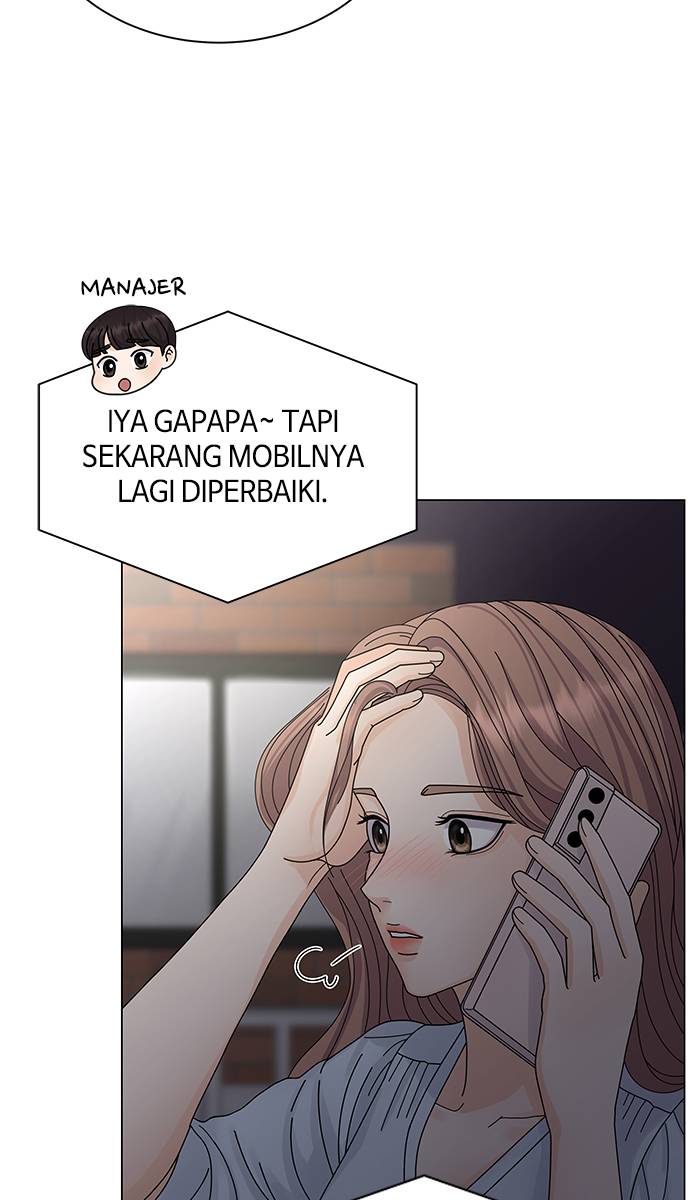 MANAJER
IYA GAPAPA~ TAPI
SEKARANG MOBILNYA
LAGI DIPERBAIKI.